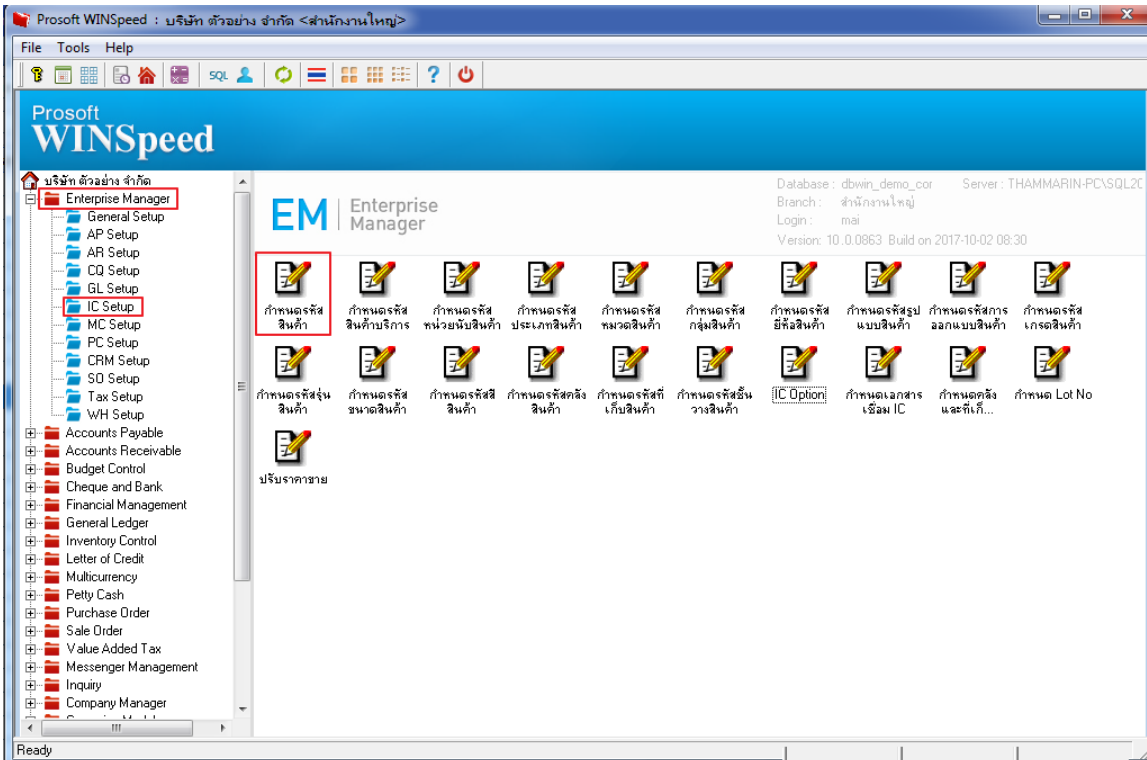 Prosoft WINSpeed : บริษัท ตัวอย่าง จำกัด <สำนักงานใหญ่>
File Tools Help
SQL
Prosoft
WINSpeed
บริษัท ตัวอย่าง จำกัด
Enterprise Manager
General Setup
AP Setup
AR Setup
CQ Setup
GL Setup
IC Setup
MC Setup
PC Setup
CRM Setup
SO Setup
Tax Setup
WH Setup
Accounts Payable
Accounts Receivable
Budget Control
Cheque and Bank
Financial Management
General Ledger
Inventory Control
Letter of Credit
Multicurrency
Petty Cash
Purchase Order
Sale Order
Value Added Tax
Messenger Management
Inquiry
Company Manager
EM Enterprise
Manager
Database : dbwin_demo_cor Server : THAMMARIN-PC\SQL2C
Branch : สำนักงานใหญ่
Login : mai
Version: 10 .0.0863 Build on 2017-10-02 08:30
กำหนดรหัส กำหนดรหัส กำหนดรหัส กำหนดรหัส กำหนดรหัส กำหนดรหัส กำหนดรหัส กำหนดรหัสรูป กำหนดรหัสการ กำหนดรหัส
สินค้า สินค้าบริการ หน่วยนับสินค้า ประเภทสินค้า หมวดสินค้า กลุ่มสินค้า ยี่ห้อสินค้า แบบสินค้า ออกแบบสินค้า เกรดสินค้า
กำหนดรหัสรุ่น กำหนดรหัส กำหนดรหัสสี กำหนดรหัสคลัง กำหนดรหัสที่ กำหนดรหัสชั้น IC Option กำหนดเอกสาร กำหนดคลัง กำหนด Lot No
สินค้า ขนาดสินค้า สินค้า สินค้า เก็บสินค้า วางสินค้า เชื่อม IC และที่เก็...
ปรับราคาขาย
Ready